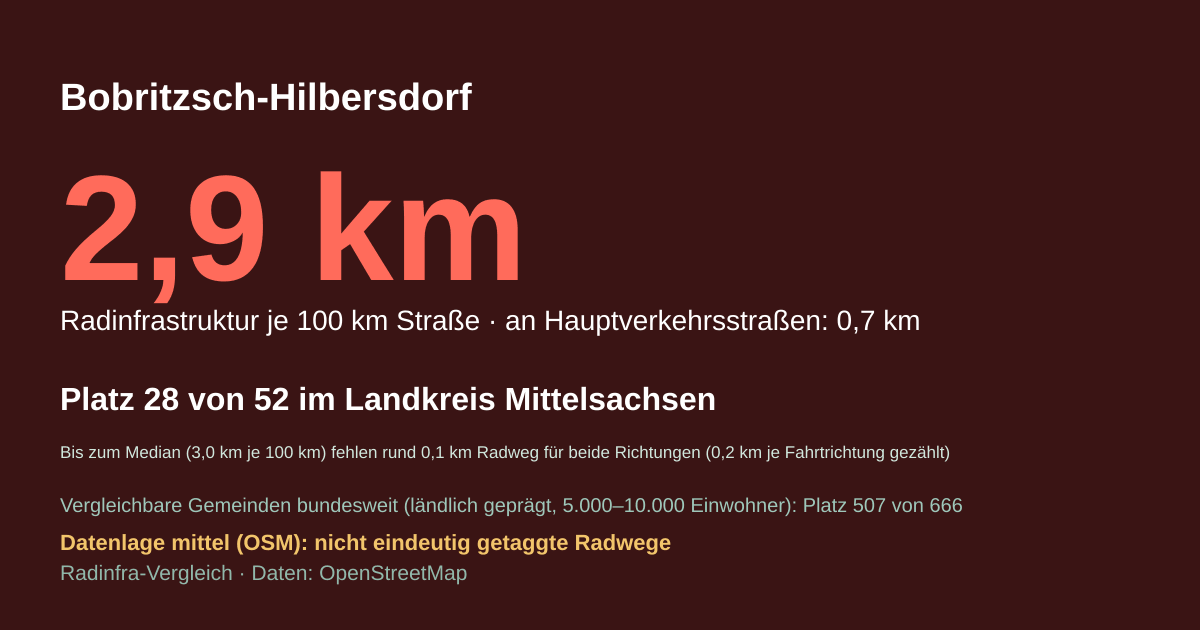 Bobritzsch-Hilbersdorf
2,9 km
Radinfrastruktur je 100 km Straße · an Hauptverkehrsstraßen: 0,7 km
Platz 28 von 52 im Landkreis Mittelsachsen
Bis zum Median (3,0 km je 100 km) fehlen rund 0,1 km Radweg für beide Richtungen (0,2 km je Fahrtrichtung gezählt)
Vergleichbare Gemeinden bundesweit (ländlich geprägt, 5.000–10.000 Einwohner): Platz 507 von 666
Datenlage mittel (OSM): nicht eindeutig getaggte Radwege
Radinfra-Vergleich · Daten: OpenStreetMap